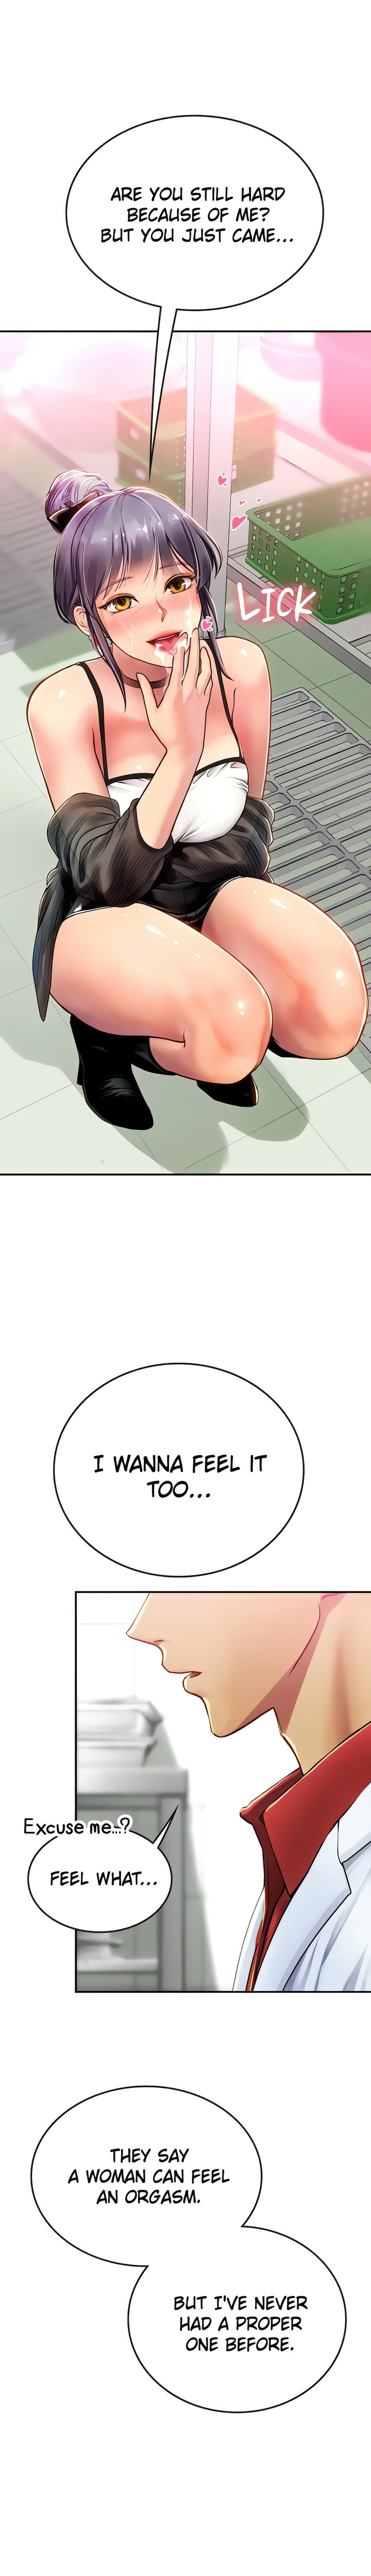 ARE YOU STILL HARD
BECAUSE OF ME?
BUT YOU JUST CAME...
LICK
I WANNA FEEL IT
TOO...
Excuse me...?
FEEL WHAT...
THEY SAY
A WOMAN CAN FEEL
AN ORGASM.
BUT I'VE NEVER
HAD A PROPER
ONE BEFORE.